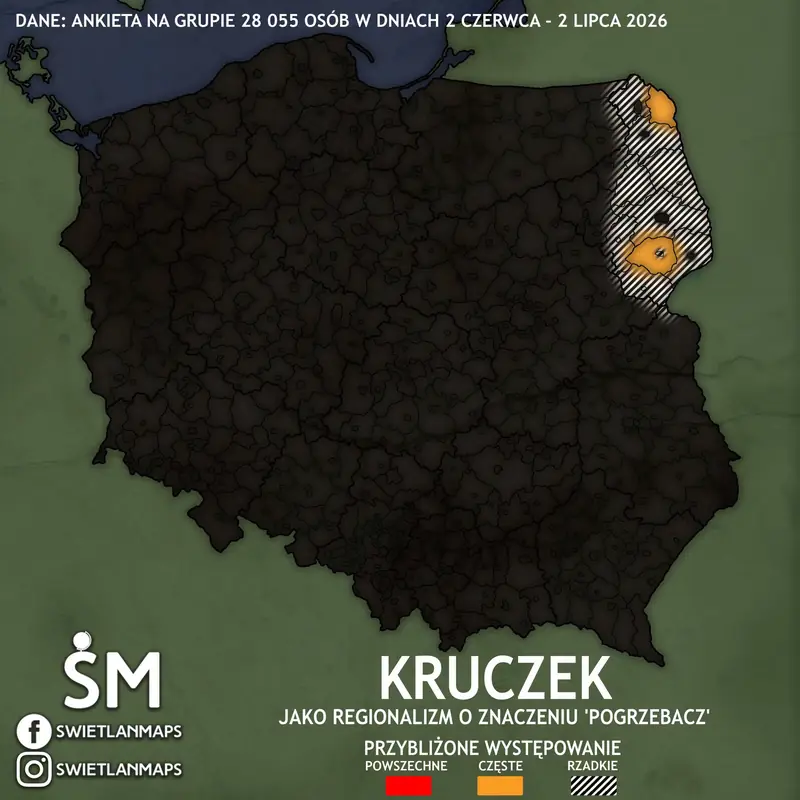 DANE: ANKIETA NA GRUPIE 28 055 OSÓB W DNIACH 2 CZERWCA - 2 LIPCA 2026
ŚM
SWIETLANMAPS
SWIETLANMAPS
KRUCZEK
JAKO REGIONALIZM O ZNACZENIU 'POGRZEBACZ'
PRZYBLIŻONE WYSTĘPOWANIE
POWSZECHNE CZĘSTE RZADKIE